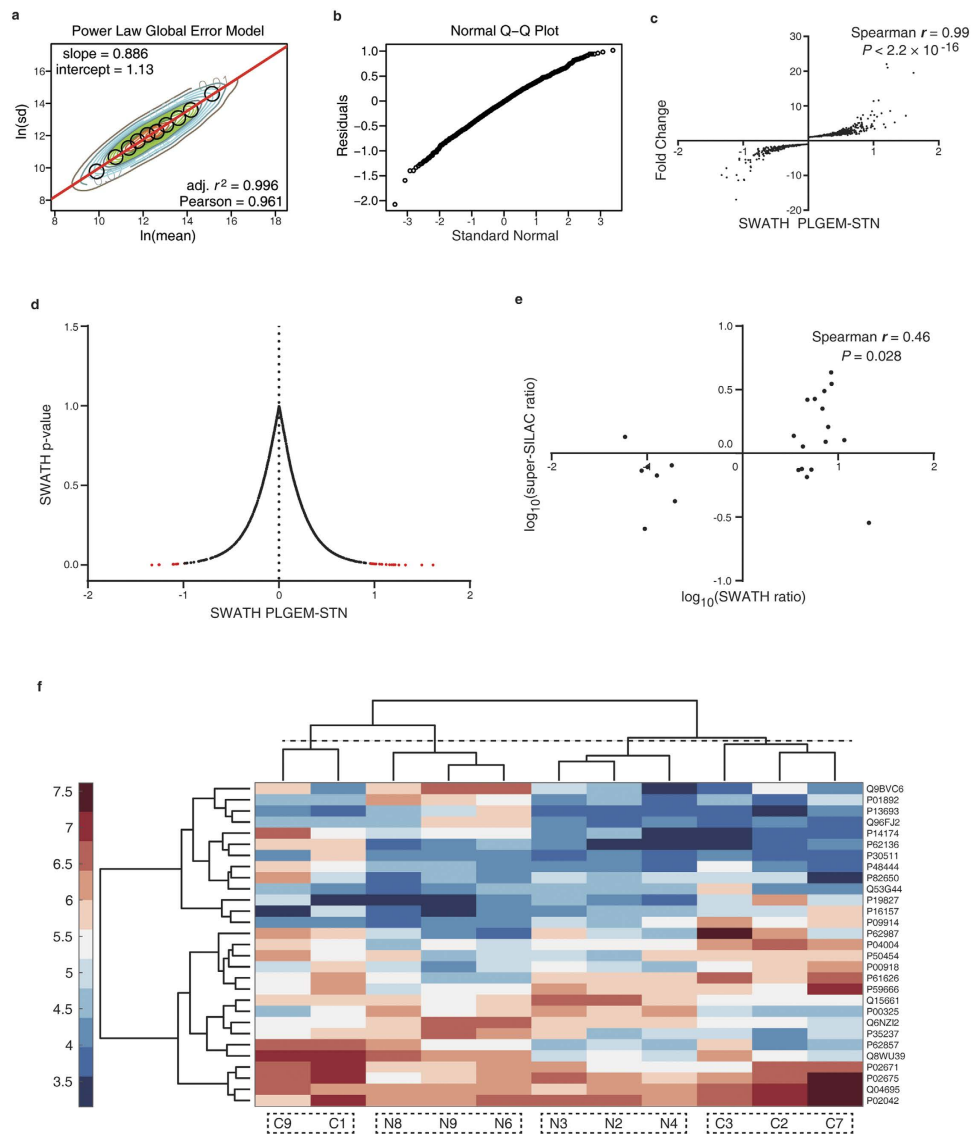 a
Power Law Global Error Model
slope = 0.886
intercept = 1.13
adj. r² = 0.996
Pearson = 0.961
ln(sd)
16
14
12
10
8
8
10
12
14
16
18
ln(mean)
b
Normal Q−Q Plot
Residuals
1.0
0.5
0
-0.5
-1.0
-1.5
-2.0
-3
-2
-1
0
1
2
3
Standard Normal
c
Spearman r = 0.99
P < 2.2 × 10⁻¹⁶
Fold Change
30
20
10
-10
-20
-2
-1
0
1
2
SWATH PLGEM-STN
d
SWATH p-value
1.5
1.0
0.5
0.0
-2
-1
0
1
2
SWATH PLGEM-STN
e
Spearman r = 0.46
P = 0.028
log₁₀(super-SILAC ratio)
1.0
0.5
0.0
-0.5
-1.0
-2
-1
0
1
2
log₁₀(SWATH ratio)
f
7.5
7
6.5
6
5.5
5
4.5
4
3.5
Q9BVC6
P01892
P13693
Q96FJ2
P14174
P62136
P30511
P48444
P82650
Q53G44
P19827
P16157
P09914
P62987
P04004
P50454
P00918
P61626
P59666
Q15661
P00325
Q6NZI2
P35237
P62857
Q8WU39
P02671
P02675
Q04695
P02042
C9 C1 N8 N9 N6 N3 N2 N4 C3 C2 C7